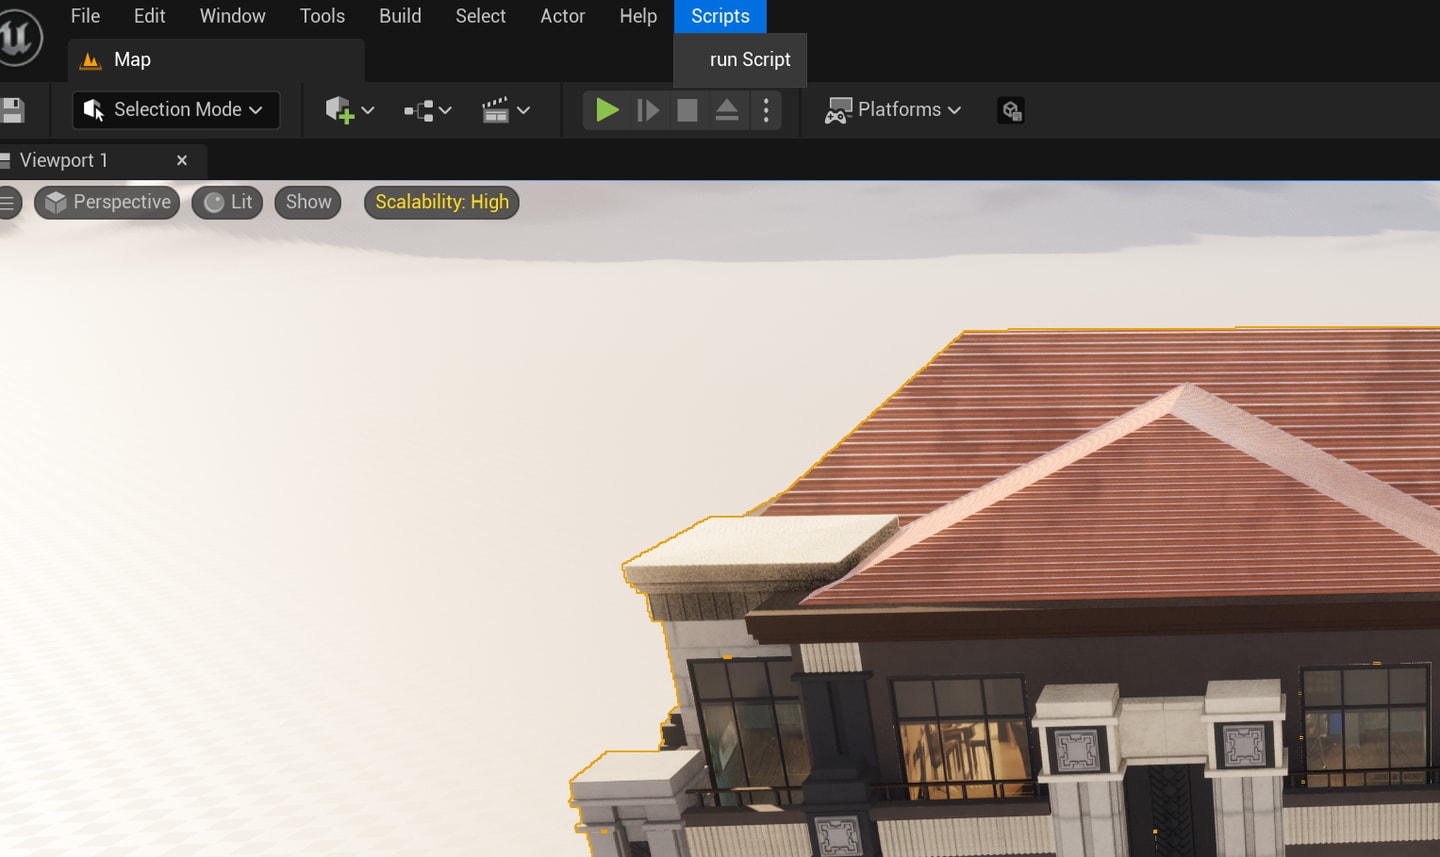 File Edit Window Tools Build Select Actor Help Scripts
run Script
Map
Selection Mode
Platforms
Viewport 1
Perspective Lit Show Scalability: High